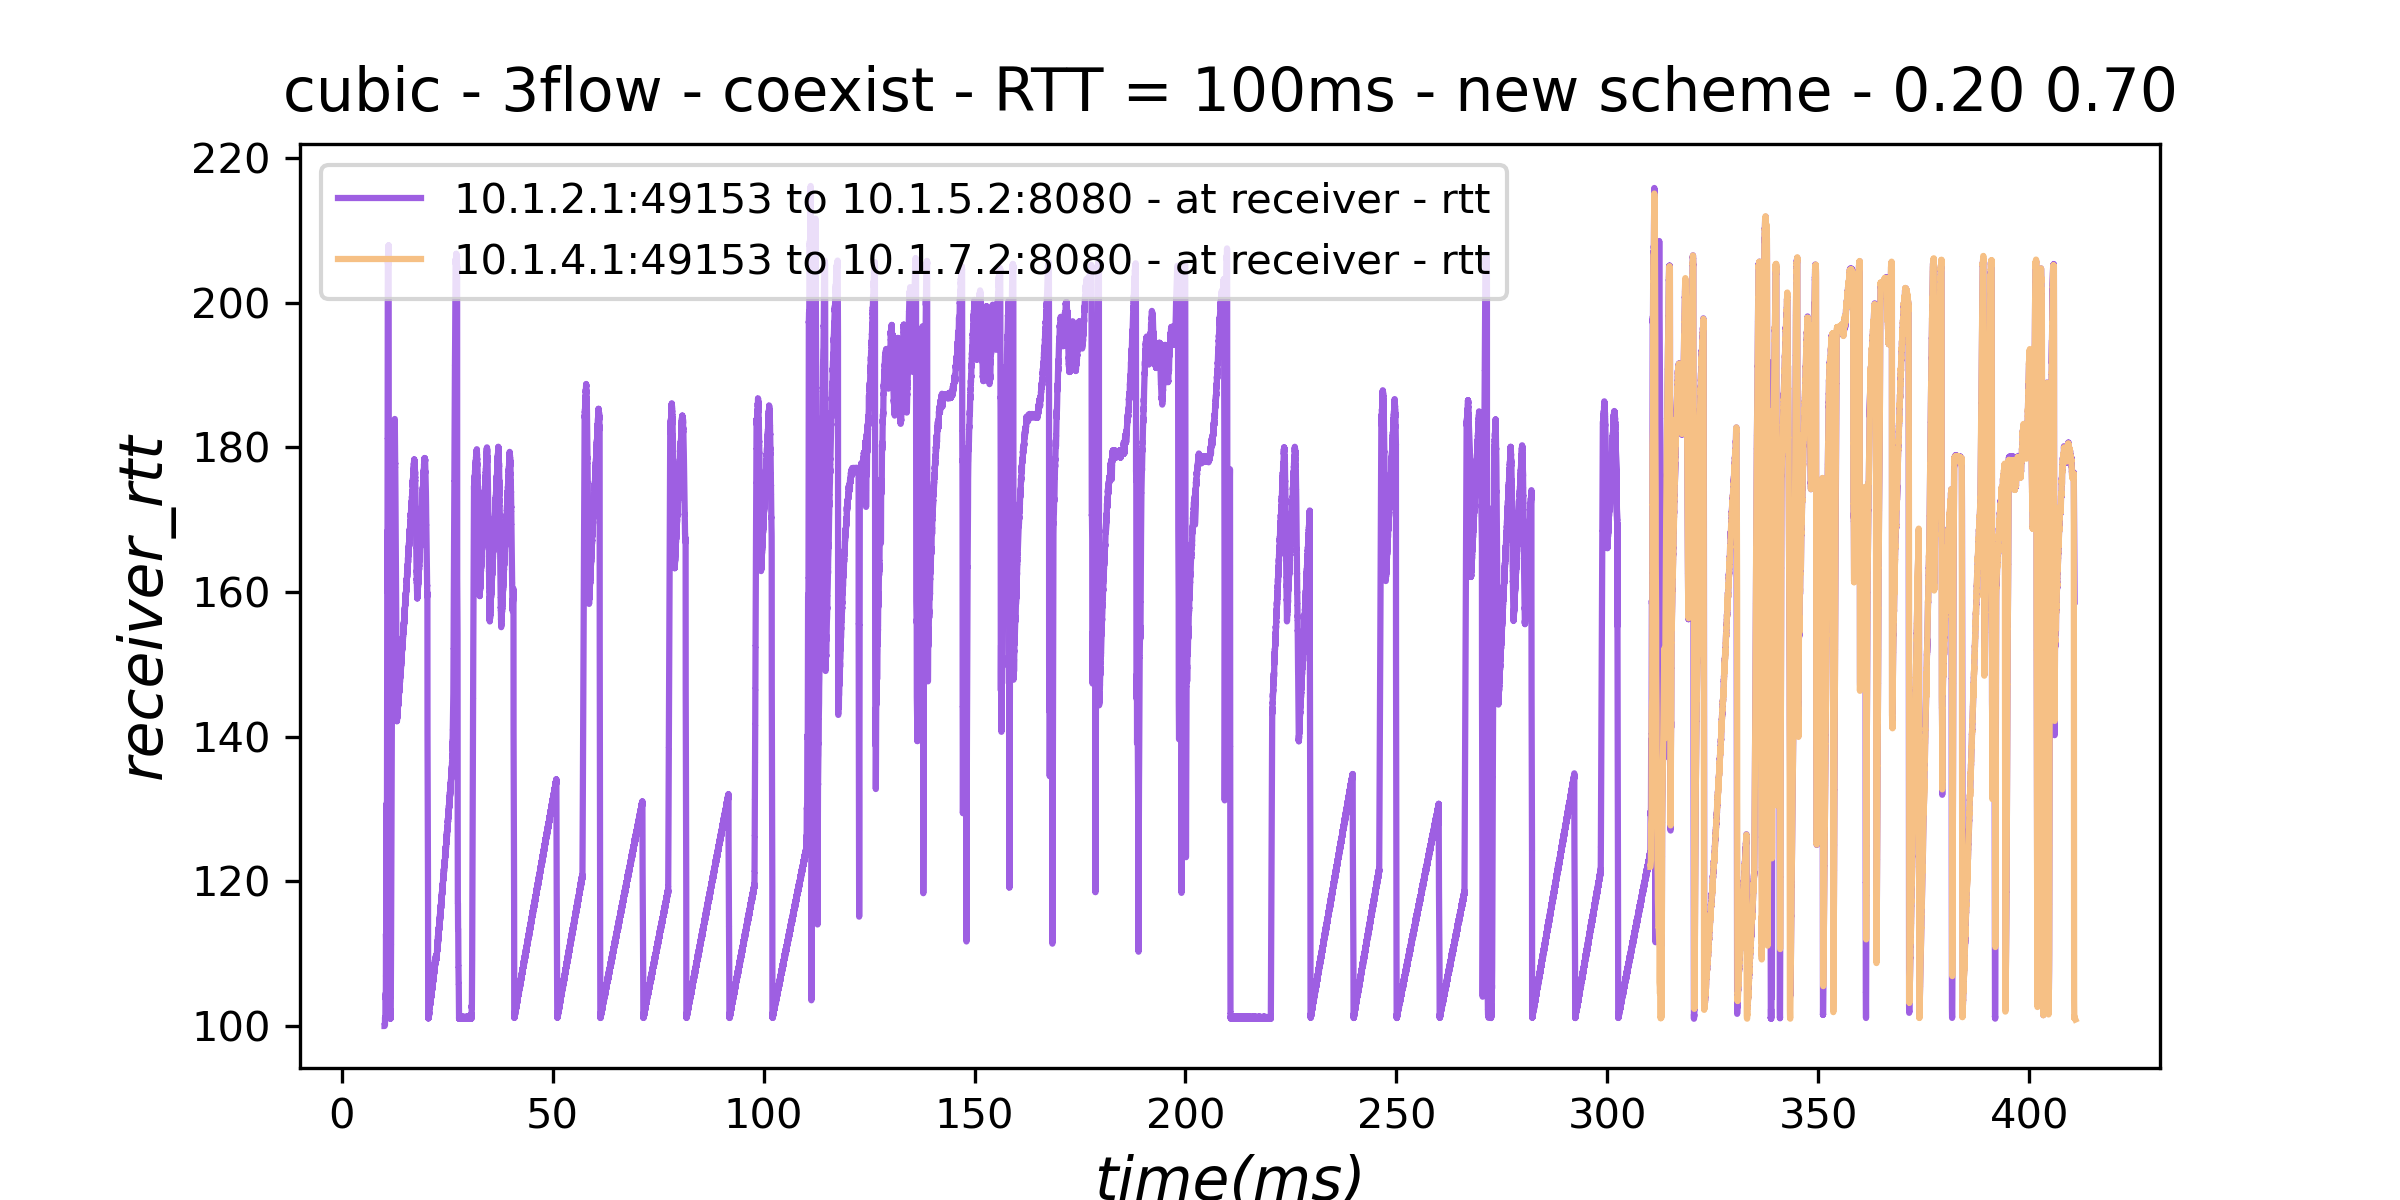 cubic - 3flow - coexist - RTT = 100ms - new scheme - 0.20 0.70
220
200
180
160
140
120
100
receiver_rtt
10.1.2.1:49153 to 10.1.5.2:8080 - at receiver - rtt
10.1.4.1:49153 to 10.1.7.2:8080 - at receiver - rtt
0 50 100 150 200 250 300 350 400
time(ms)